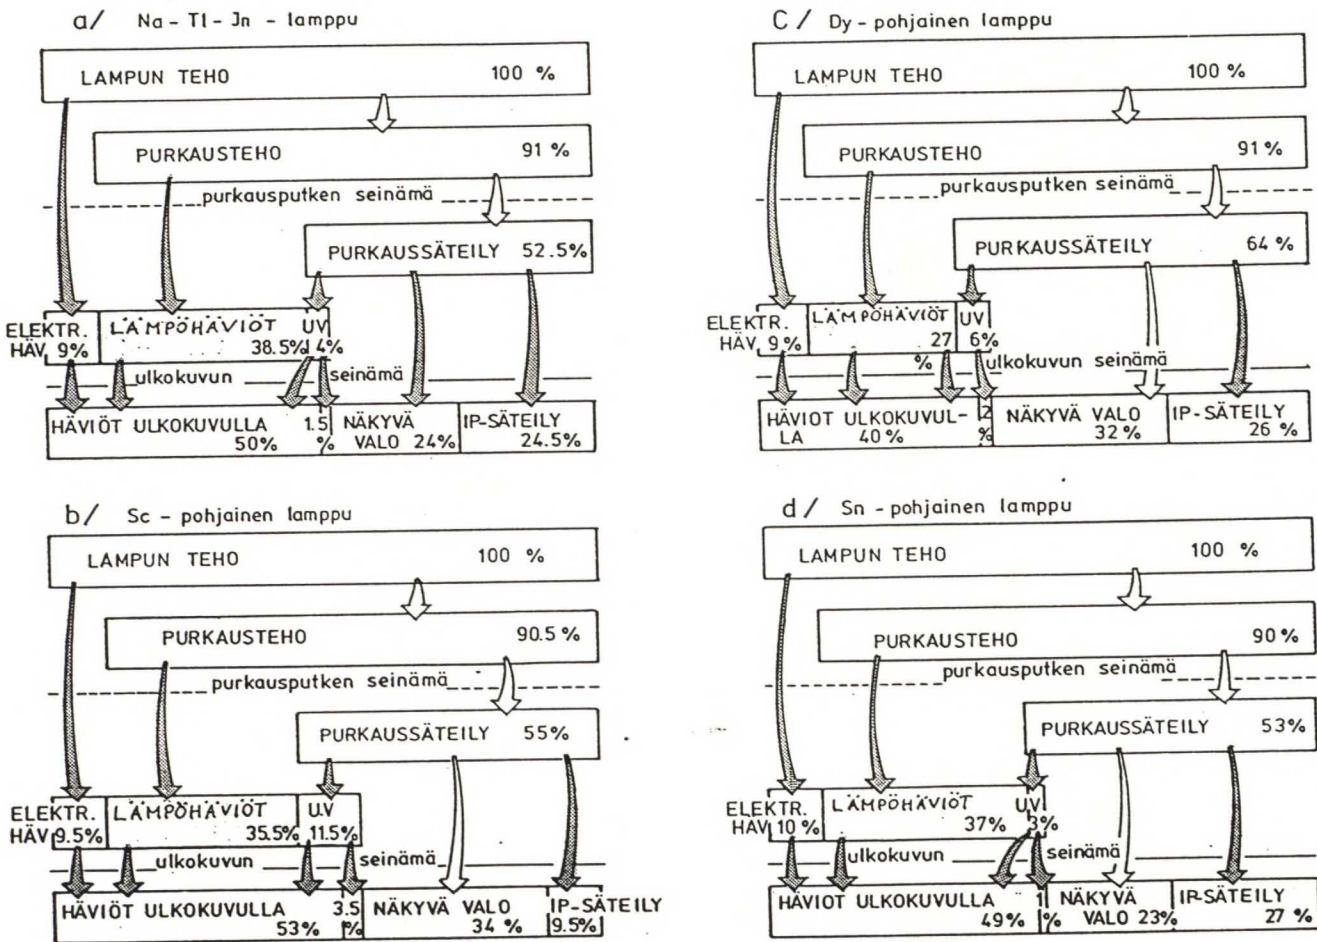 a/ Na-Tl-Jn-lamppu
LAMPUN TEHO 100 %
PURKAUSTEHO 91 %
purkausputken seinämä
PURKAUSSÄTEILY 52.5%
ELEKTR. LÄMPÖHÄVIÖT UV
HÄV. 9% 38.5% 4%
ulkokuvun seinämä
HÄVIÖT ULKOKUVULLA 1.5 NÄKYVÄ IP-SÄTEILY
50% % VALO 24% 24.5%
b/ Sc-pohjainen lamppu
LAMPUN TEHO 100 %
PURKAUSTEHO 90.5 %
purkausputken seinämä
PURKAUSSÄTEILY 55%
ELEKTR. LÄMPÖHÄVIÖT U.V
HÄV. 9.5% 35.5% 11.5%
ulkokuvun seinämä
HÄVIÖT ULKOKUVULLA 3.5 NÄKYVÄ VALO IP-SÄTEILY
53% % 34 % 9.5%
C/ Dy-pohjainen lamppu
LAMPUN TEHO 100 %
PURKAUSTEHO 91%
purkausputken seinämä
PURKAUSSÄTEILY 64 %
ELEKTR. LÄMPÖHÄVIÖT UV
HÄV. 9% 27 6%
%
ulkokuvun seinämä
HÄVIÖT ULKOKUVUL- 2 NÄKYVÄ VALO IP-SÄTEILY
LA 40% % 32% 26 %
d/ Sn-pohjainen lamppu
LAMPUN TEHO 100 %
PURKAUSTEHO 90%
purkausputken seinämä
PURKAUSSÄTEILY 53%
ELEKTR. LÄMPÖHÄVIÖT U.V
HÄV. 10% 37% 3%
ulkokuvun seinämä
HÄVIÖT ULKOKUVULLA 1 NÄKYVÄ IP-SÄTEILY
49% % VALO 23% 27 %